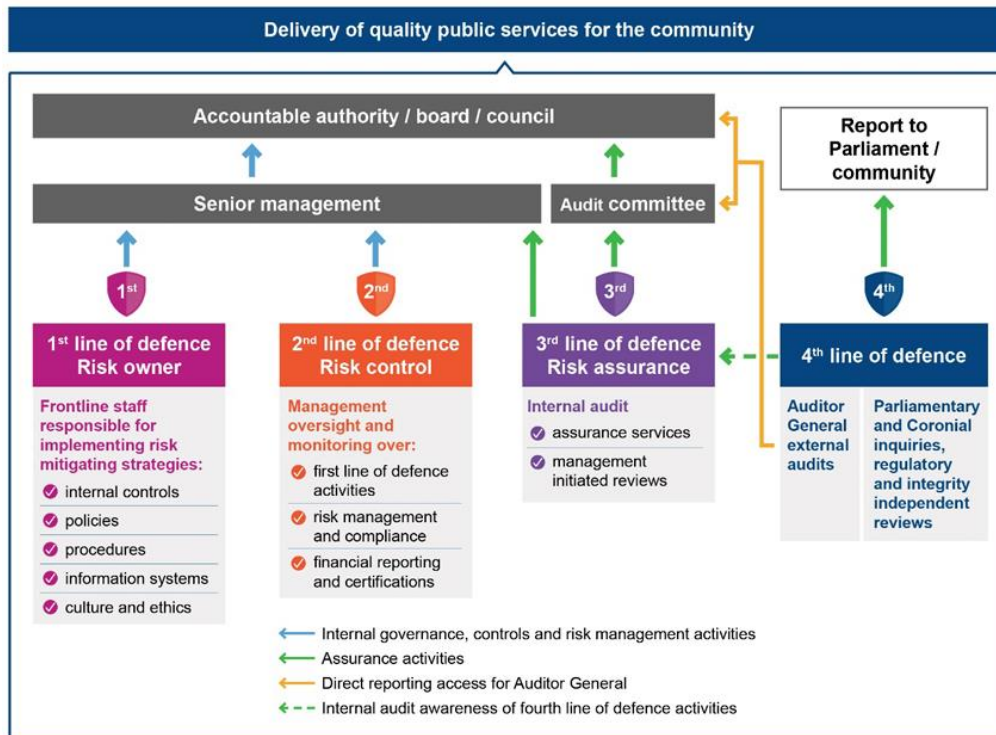 Delivery of quality public services for the community
Accountable authority / board / council
Report to
Parliament /
community
Senior management
Audit committee
1st
2nd
3rd
4th
1st line of defence
Risk owner
Frontline staff
responsible for
implementing risk
mitigating strategies:
internal controls
policies
procedures
information systems
culture and ethics
2nd line of defence
Risk control
Management
oversight and
monitoring over:
first line of defence
activities
risk management
and compliance
financial reporting
and certifications
3rd line of defence
Risk assurance
Internal audit
assurance services
management
initiated reviews
4th line of defence
Auditor
General
external
audits
Parliamentary
and Coronial
inquiries,
regulatory
and integrity
independent
reviews
Internal governance, controls and risk management activities
Assurance activities
Direct reporting access for Auditor General
Internal audit awareness of fourth line of defence activities